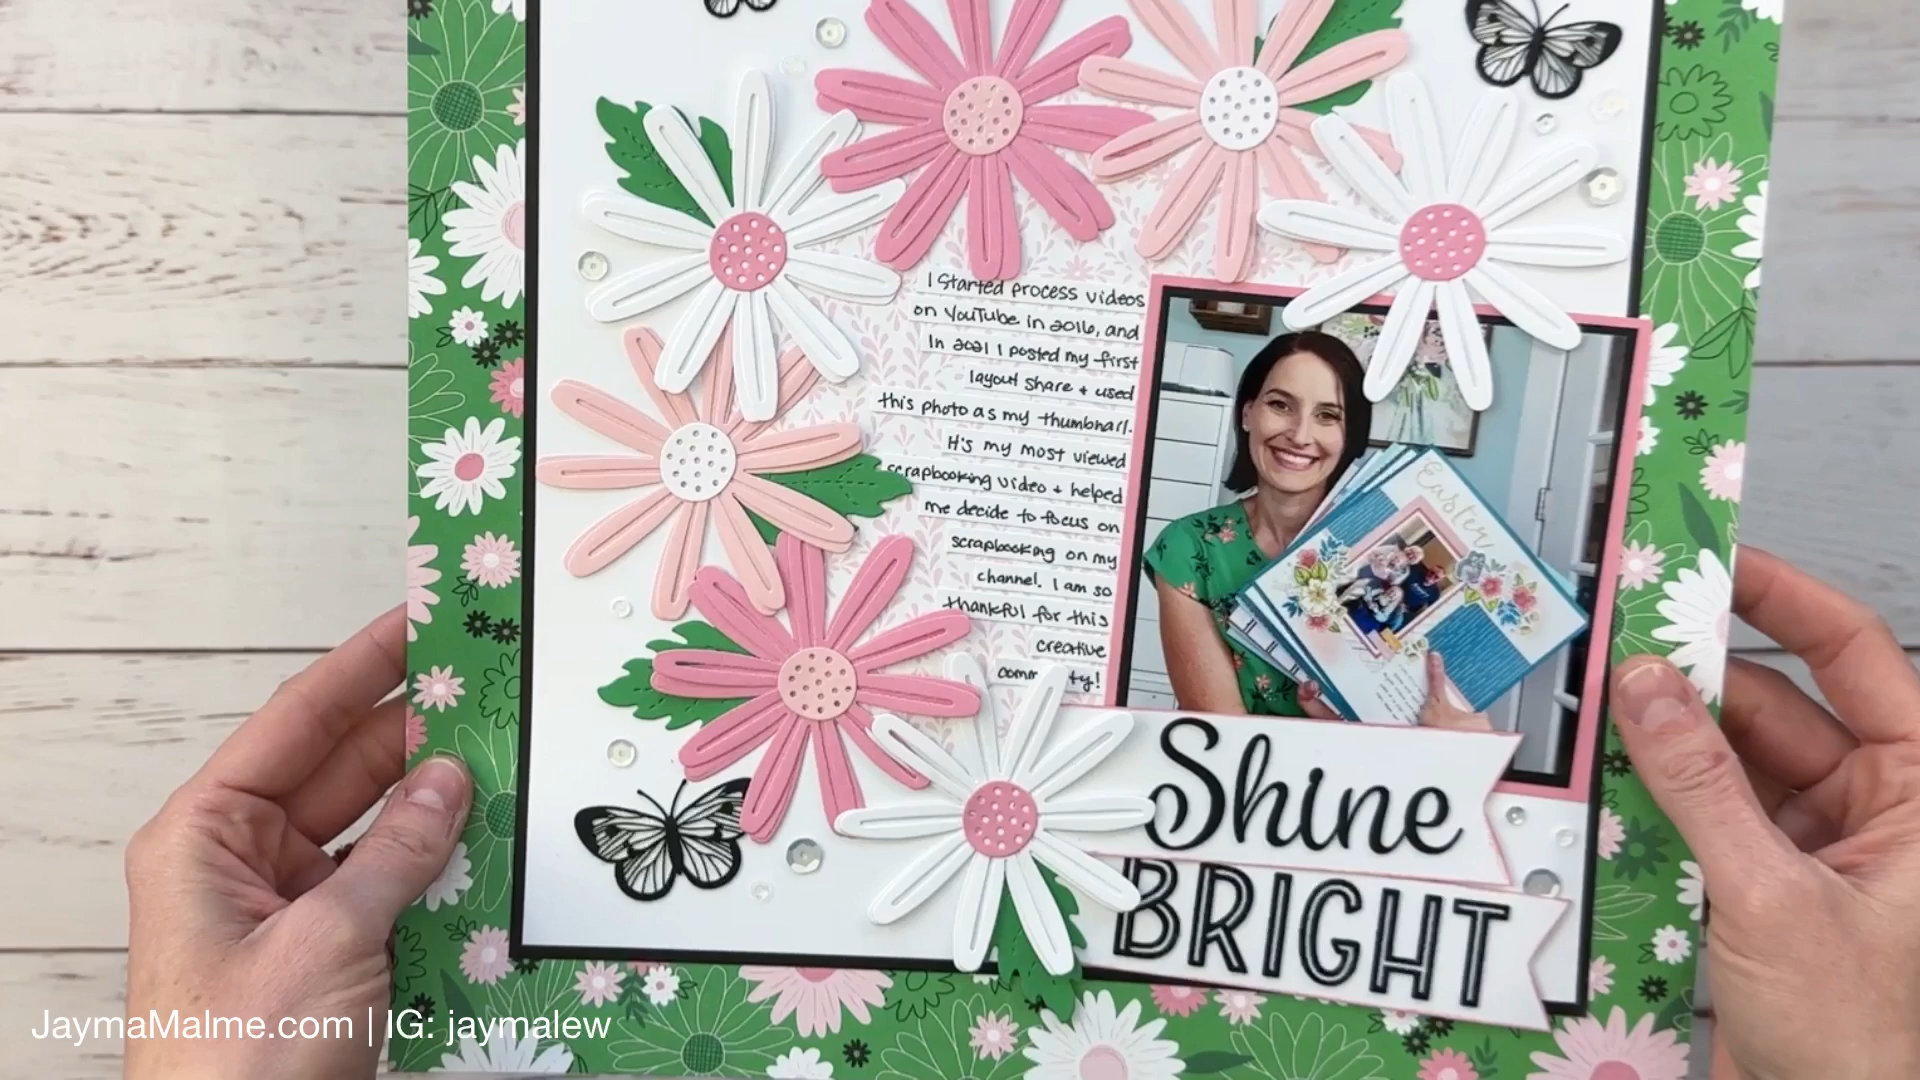 I started process videos
on YouTube in 2016, and
In 2021 I posted my first
layout share + used
this photo as my thumbnail.
It's my most viewed
scrapbooking video + helped
me decide to focus on
scrapbooking on my
channel. I am so
thankful for this
creative
Easter
Shine
BRIGHT
JaymaMalme.com | IG: jaymalew